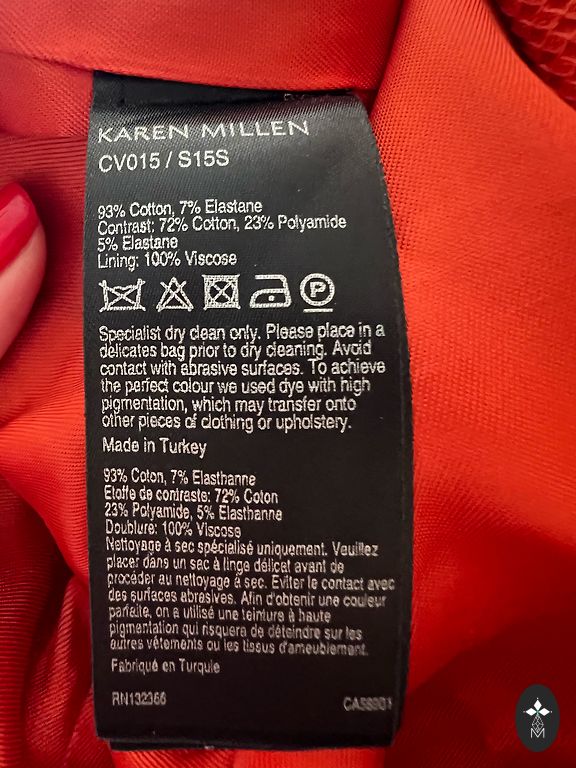 KAREN MILLEN
CV015 / S15S
93% Cotton, 7% Elastane
Contrast: 72% Cotton, 23% Polyamide
5% Elastane
Lining: 100% Viscose
P
Specialist dry clean only. Please place in a
delicates bag prior to dry cleaning. Avoid
contact with abrasive surfaces. To achieve
the perfect colour we used dye with high
pigmentation, which may transfer onto
other pieces of clothing or upholstery.
Made in Turkey
93% Coton, 7% Elasthanne
Etoffe de contraste: 72% Coton
23% Polyamide, 5% Elasthanne
Doublure: 100% Viscose
Nettoyage à sec spécialisé uniquement. Veuillez
placer dans un sac à linge délicat avant de
procéder au nettoyage à sec. Eviter le contact avec
des surfaces abrasives. Afin d'obtenir une couleur
parfaite, on a utilisé une teinture à haute
pigmentation qui risquera de déteindre sur les
autres vêtements ou les tissus d'ameublement.
Fabriqué en Turquie
RN132366